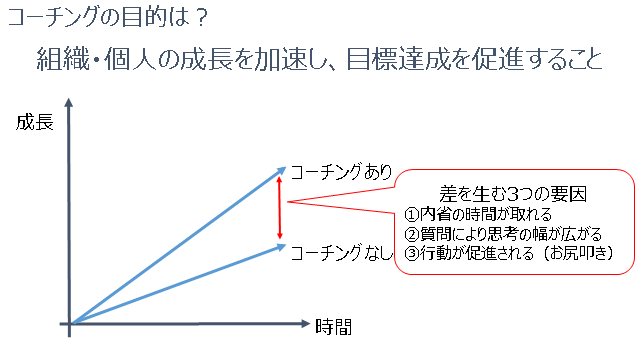 コーチングの目的は？
組織・個人の成長を加速し、目標達成を促進すること
成長
コーチングあり
コーチングなし
差を生む3つの要因
①内省の時間が取れる
②質問により思考の幅が広がる
③行動が促進される（お尻叩き）
時間